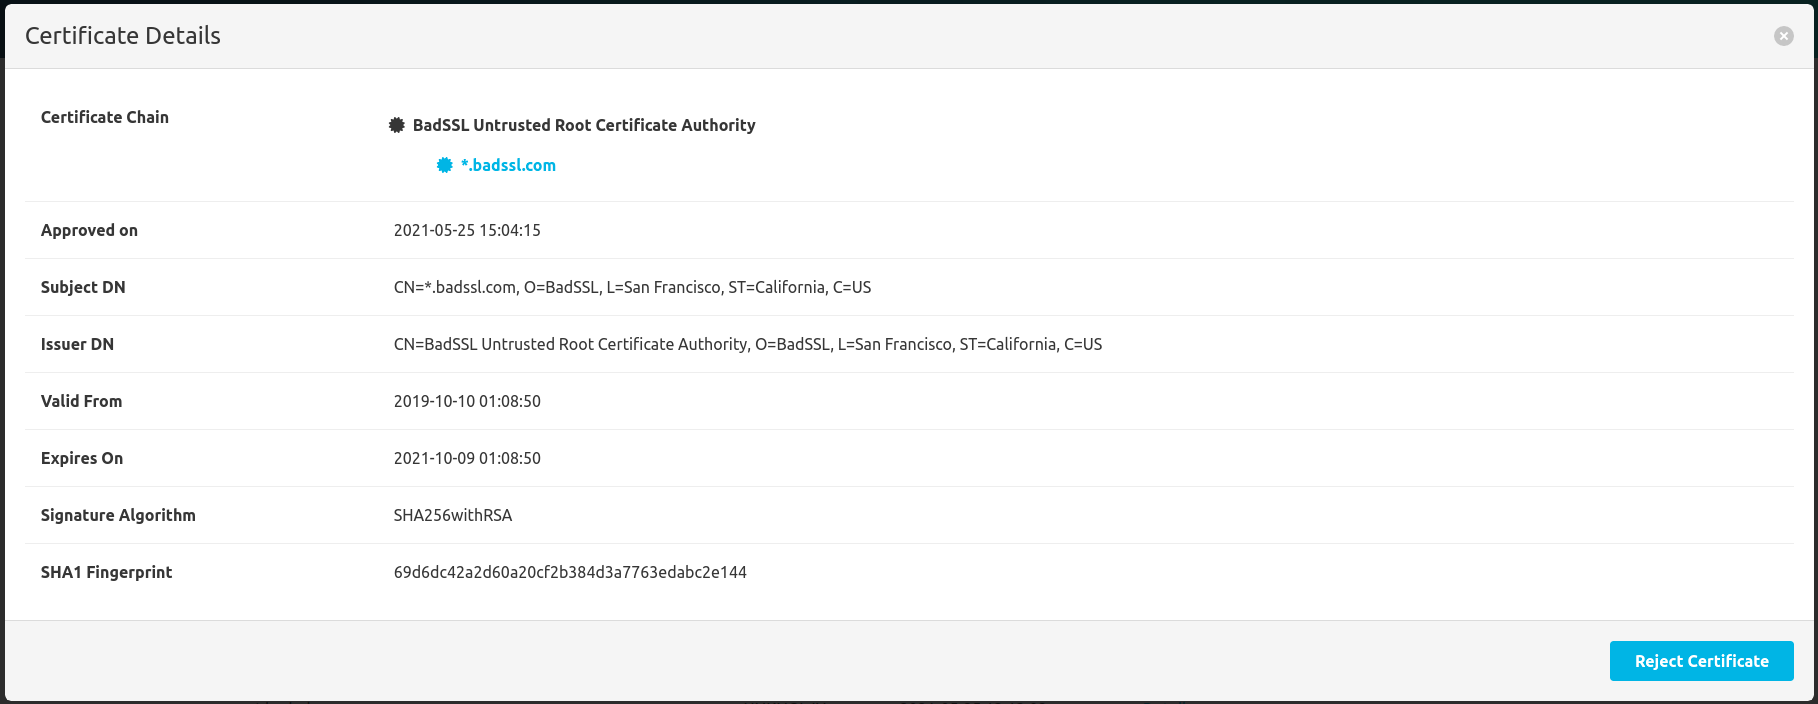 Certificate Details
Certificate Chain
BadSSL Untrusted Root Certificate Authority
*.badssl.com
Approved on 2021-05-25 15:04:15
Subject DN CN=*.badssl.com, O=BadSSL, L=San Francisco, ST=California, C=US
Issuer DN CN=BadSSL Untrusted Root Certificate Authority, O=BadSSL, L=San Francisco, ST=California, C=US
Valid From 2019-10-10 01:08:50
Expires On 2021-10-09 01:08:50
Signature Algorithm SHA256withRSA
SHA1 Fingerprint 69d6dc42a2d60a20cf2b384d3a7763edabc2e144
Reject Certificate